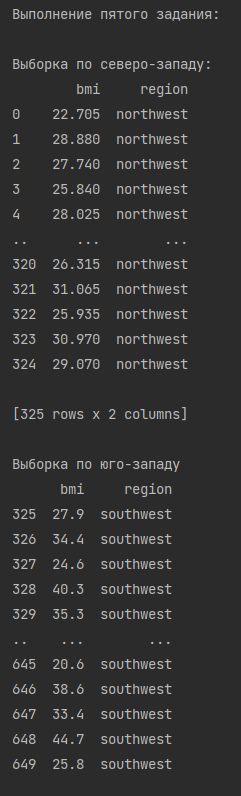 Выполнение пятого задания:
Выборка по северо-западу:
bmi region
0 22.705 northwest
1 28.880 northwest
2 27.740 northwest
3 25.840 northwest
4 28.025 northwest
.. ... ...
320 26.315 northwest
321 31.065 northwest
322 25.935 northwest
323 30.970 northwest
324 29.070 northwest
[325 rows x 2 columns]
Выборка по юго-западу
bmi region
325 27.9 southwest
326 34.4 southwest
327 24.6 southwest
328 40.3 southwest
329 35.3 southwest
.. ... ...
645 20.6 southwest
646 38.6 southwest
647 33.4 southwest
648 44.7 southwest
649 25.8 southwest